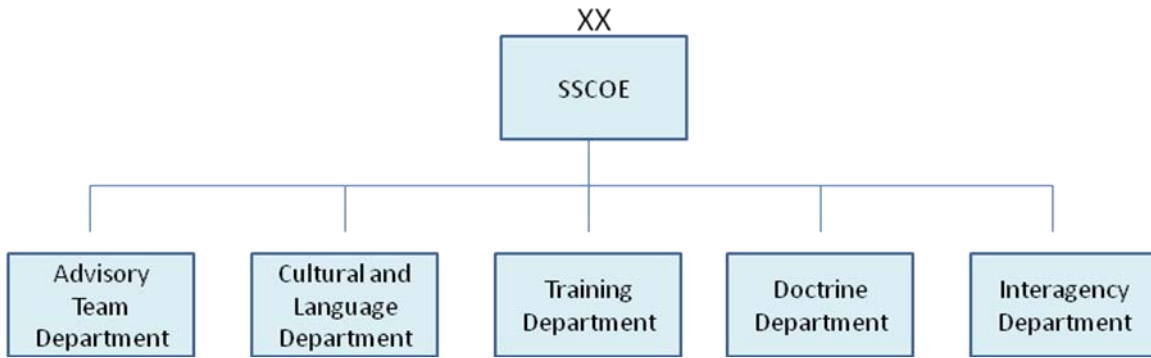 XX
SSCOE
Advisory
Team
Department
Cultural and
Language
Department
Training
Department
Doctrine
Department
Interagency
Department